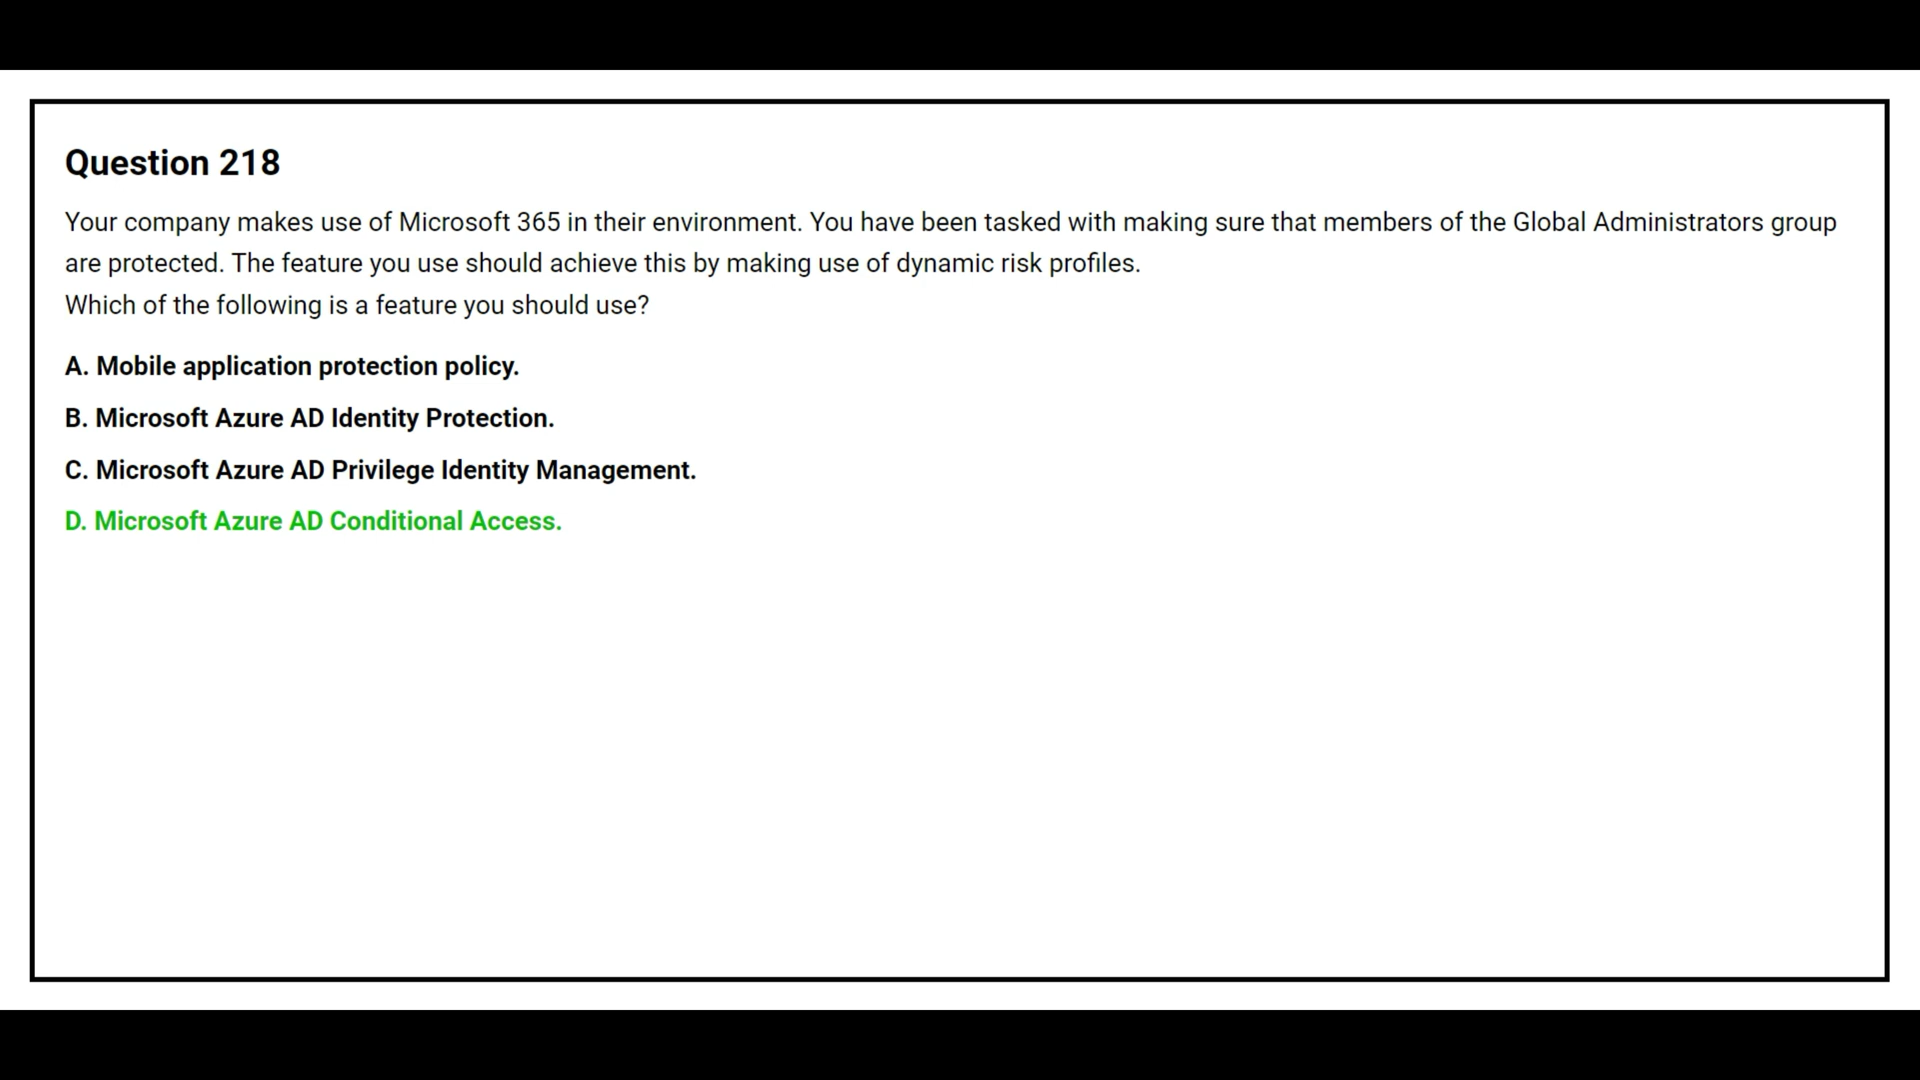 Question 218
Your company makes use of Microsoft 365 in their environment. You have been tasked with making sure that members of the Global Administrators group
are protected. The feature you use should achieve this by making use of dynamic risk profiles.
Which of the following is a feature you should use?
A. Mobile application protection policy.
B. Microsoft Azure AD Identity Protection.
C. Microsoft Azure AD Privilege Identity Management.
D. Microsoft Azure AD Conditional Access.